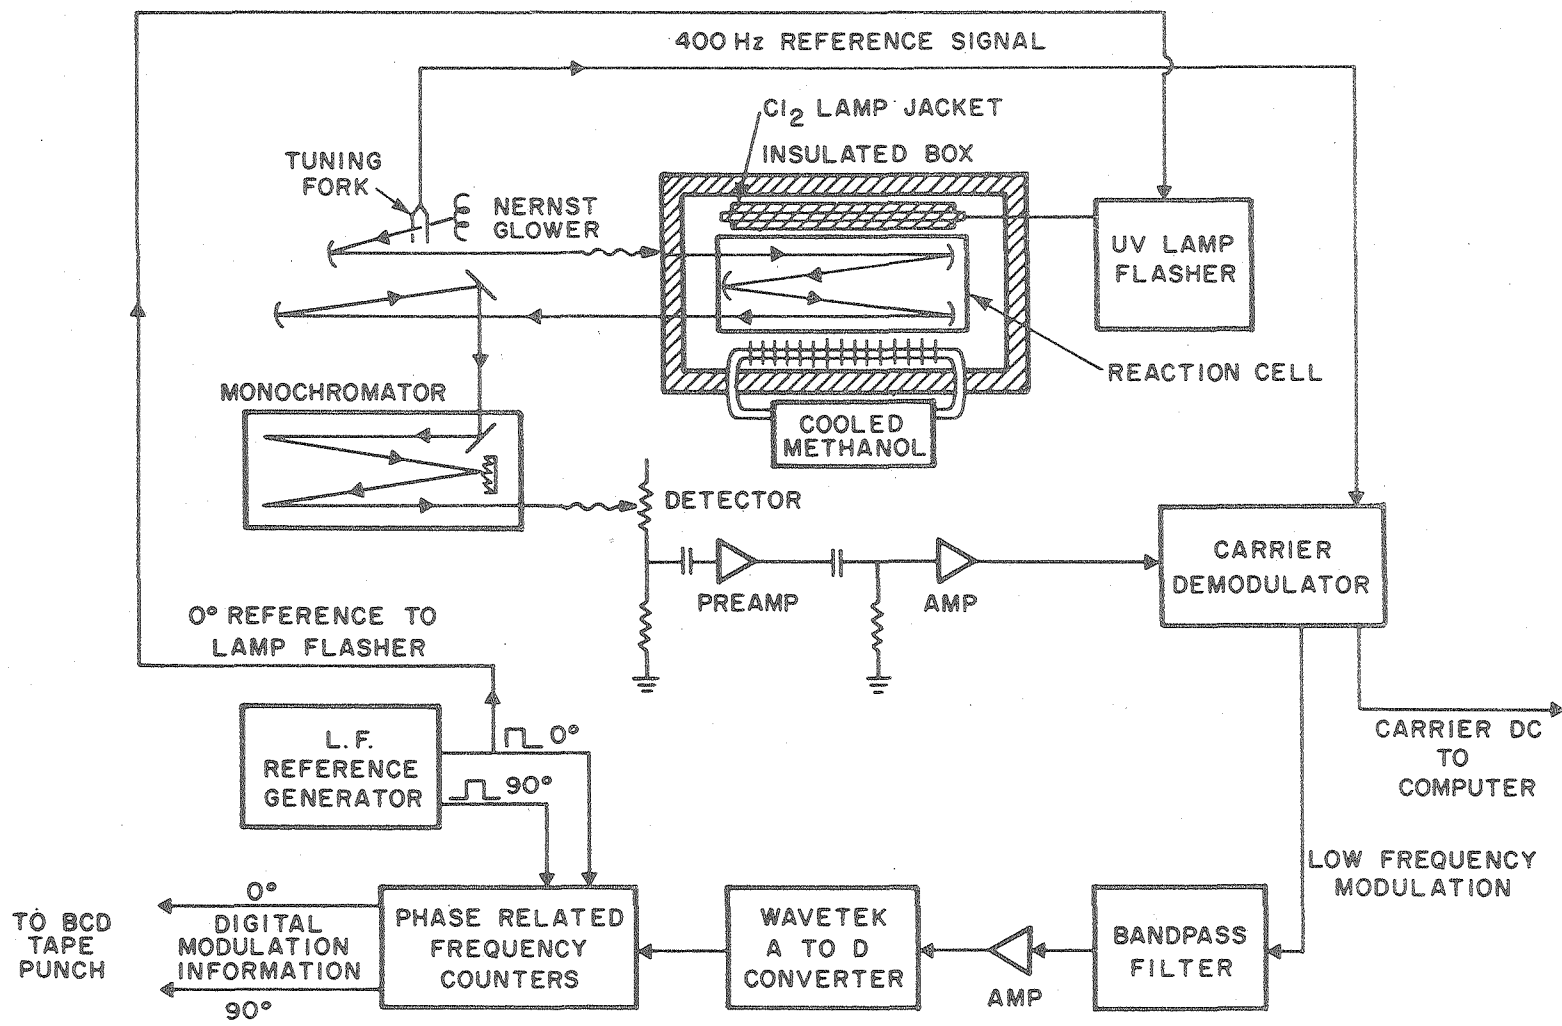 400 Hz REFERENCE SIGNAL
Cl2 LAMP JACKET
INSULATED BOX
TUNING
FORK
NERNST
GLOWER
UV LAMP
FLASHER
REACTION CELL
MONOCHROMATOR
COOLED
METHANOL
DETECTOR
PREAMP
AMP
CARRIER
DEMODULATOR
0° REFERENCE TO
LAMP FLASHER
L. F.
REFERENCE
GENERATOR
0°
90°
CARRIER DC
TO
COMPUTER
LOW FREQUENCY
MODULATION
TO BCD
TAPE
PUNCH
0°
DIGITAL
MODULATION
INFORMATION
90°
PHASE RELATED
FREQUENCY
COUNTERS
WAVETEK
A TO D
CONVERTER
AMP
BANDPASS
FILTER